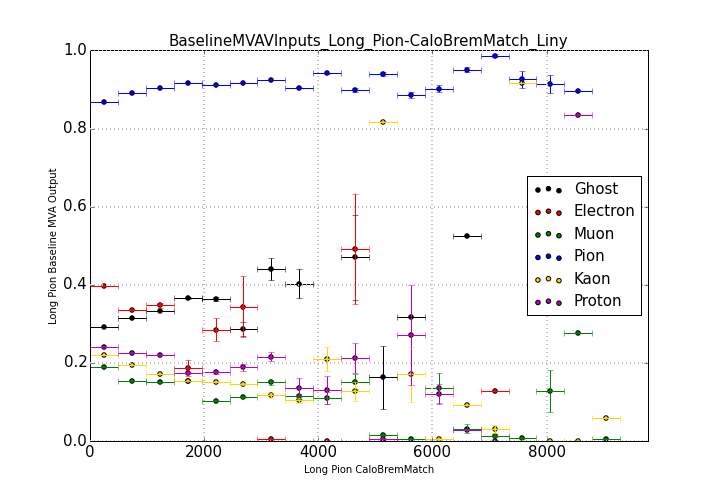 BaselineMVAVInputs_Long_Pion-CaloBremMatch_Liny
Long Pion Baseline MVA Output
1.0
0.8
0.6
0.4
0.2
0.0
Ghost
Electron
Muon
Pion
Kaon
Proton
0 2000 4000 6000 8000
Long Pion CaloBremMatch